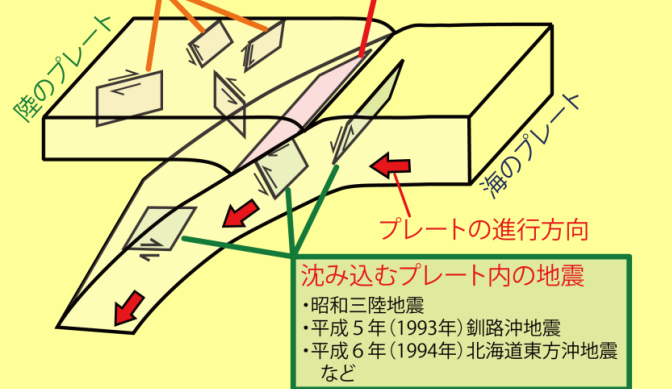 陸のプレート
海のプレート
プレートの進行方向
沈み込むプレート内の地震
・昭和三陸地震
・平成５年（1993年）釧路沖地震
・平成６年（1994年）北海道東方沖地震
など